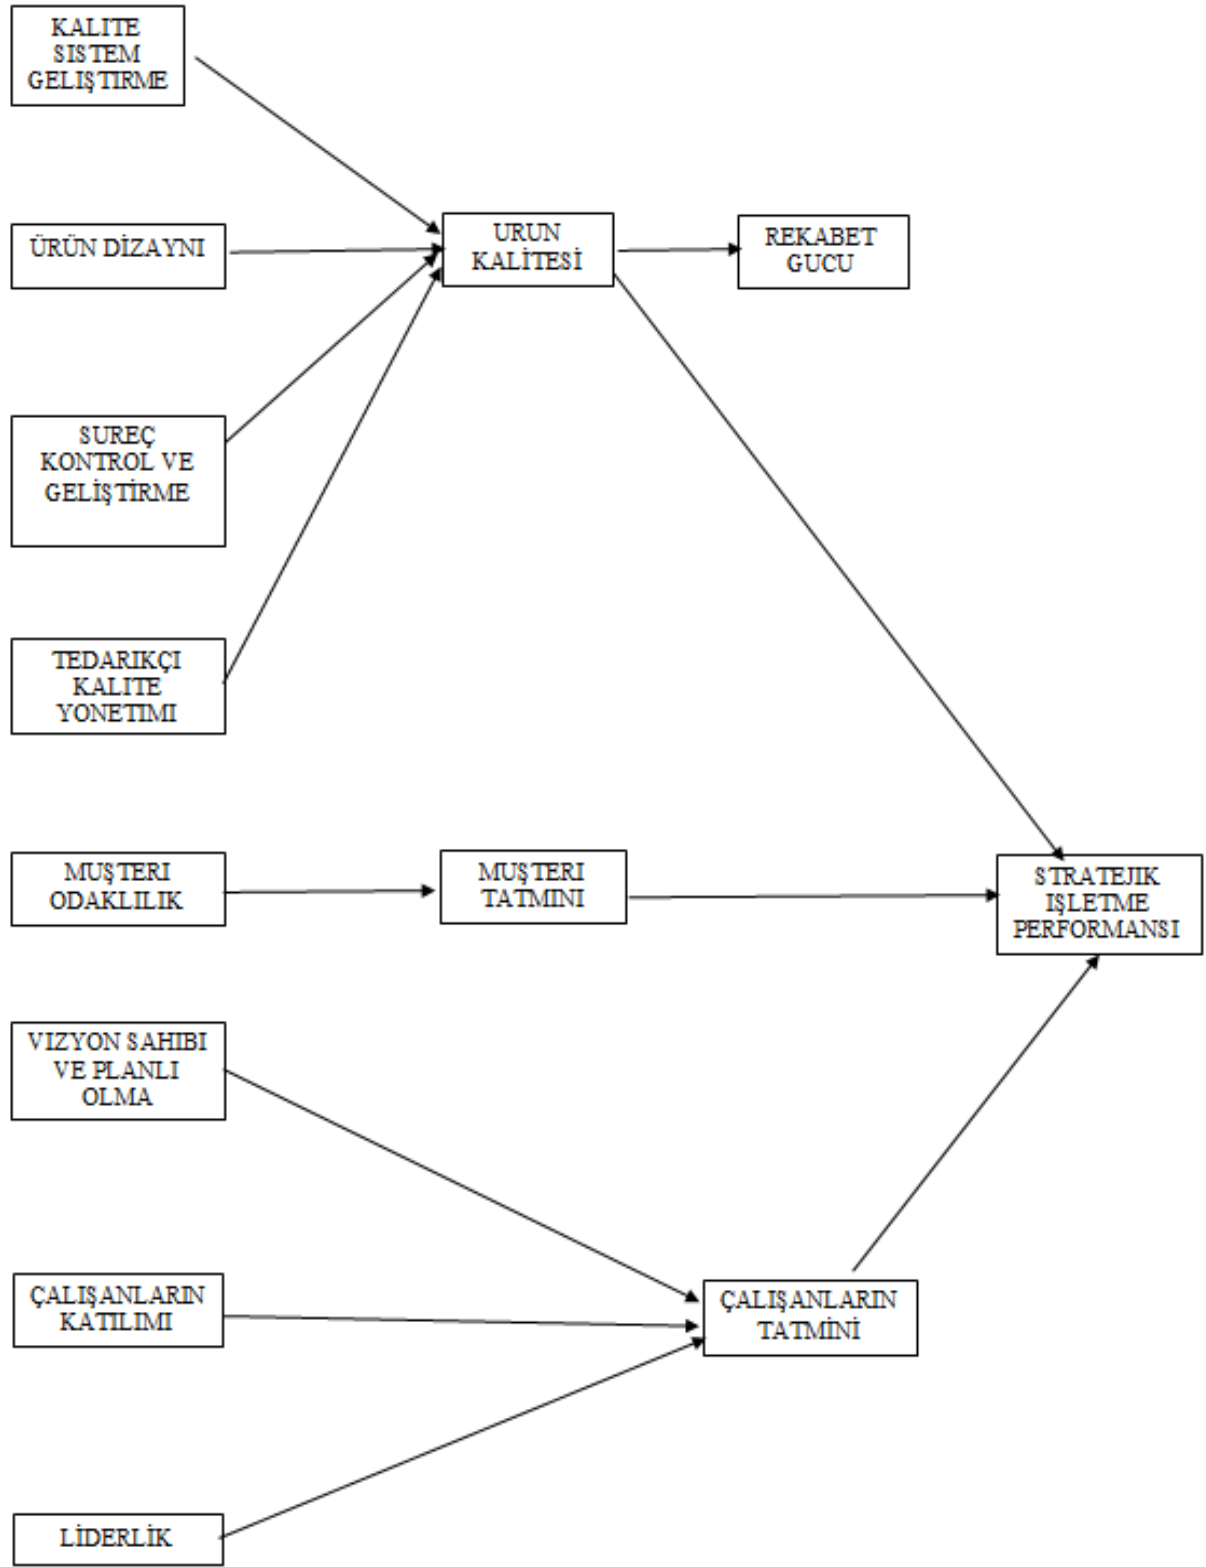 KALITE
SISTEM
GELIŞTIRME
ÜRÜN DİZAYNI
URUN
KALİTESİ
REKABET
GUCU
SUREÇ
KONTROL VE
GELİŞTİRME
TEDARIKÇI
KALITE
YONETIMI
MUŞTERI
ODAKLILIK
MUŞTERI
TATMINI
STRATEJIK
IŞLETME
PERFORMANSI
VIZYON SAHIBI
VE PLANLI
OLMA
ÇALIŞANLARIN
KATILIMI
ÇALIŞANLARIN
TATMİNİ
LİDERLİK